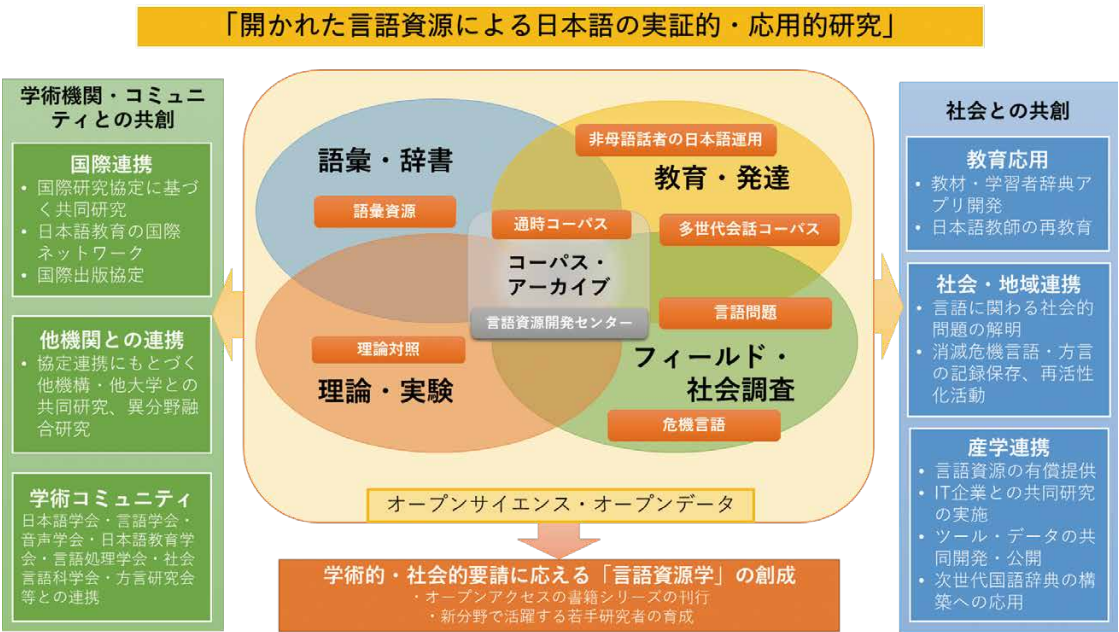 「開かれた言語資源による日本語の実証的・応用的研究」
学術機関・コミュニ
ティとの共創
国際連携
• 国際研究協定に基づ
く共同研究
• 日本語教育の国際
ネットワーク
• 国際出版協定
他機関との連携
• 協定連携にもとづく
他機構・他大学との
共同研究、異分野融
合研究
学術コミュニティ
日本語学会・言語学会・
音声学会・日本語教育学
会・言語処理学会・社会
言語科学会・方言研究会
等との連携
語彙・辞書
語彙資源
非母語話者の日本語運用
教育・発達
通時コーパス
多世代会話コーパス
コーパス・
アーカイブ
言語資源開発センター
言語問題
理論対照
理論・実験
フィールド・
社会調査
危機言語
オープンサイエンス・オープンデータ
学術的・社会的要請に応える「言語資源学」の創成
・オープンアクセスの書籍シリーズの刊行
・新分野で活躍する若手研究者の育成
社会との共創
教育応用
• 教材・学習者辞典ア
プリ開発
• 日本語教師の再教育
社会・地域連携
• 言語に関わる社会的
問題の解明
• 消滅危機言語・方言
の記録保存、再活性
化活動
産学連携
• 言語資源の有償提供
• IT企業との共同研究
の実施
• ツール・データの共
同開発・公開
• 次世代国語辞典の構
築への応用